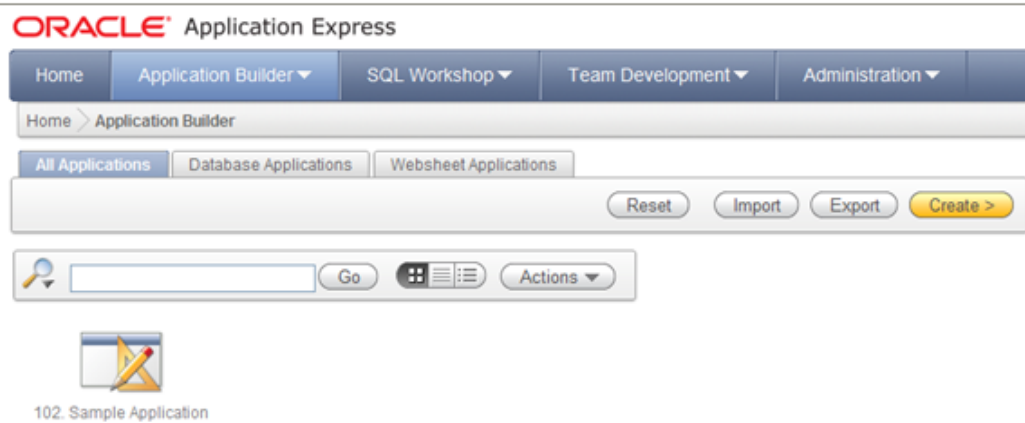 ORACLE Application Express
Home Application Builder SQL Workshop Team Development Administration
Home Application Builder
All Applications Database Applications Websheet Applications
Reset Import Export Create >
Go Actions
102. Sample Application